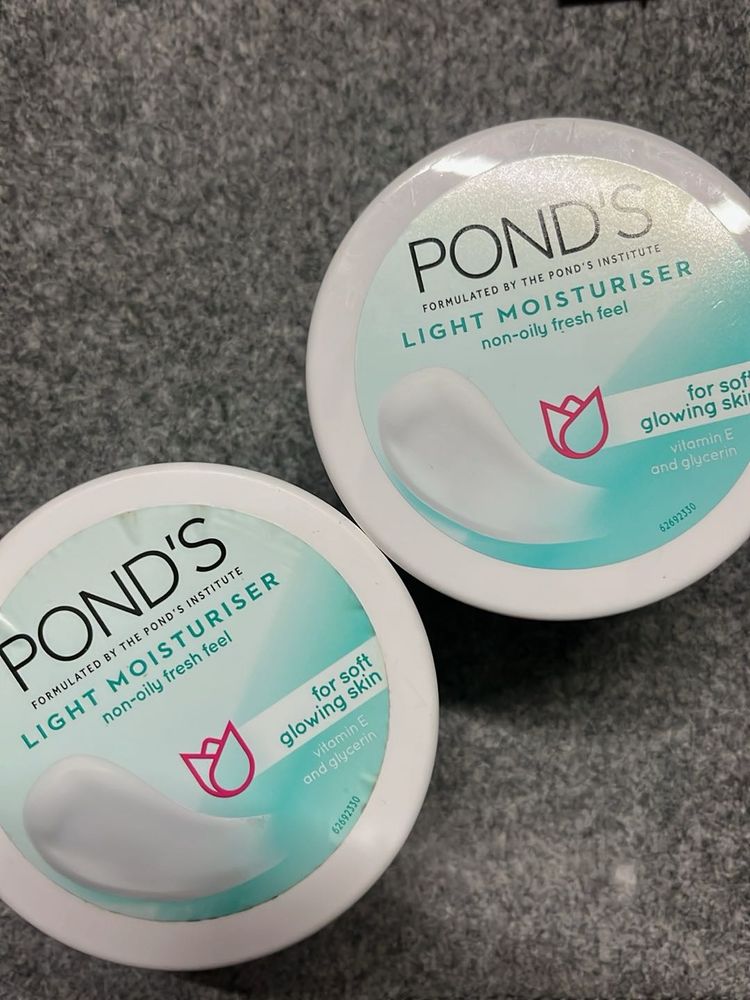 POND'S
FORMULATED BY THE POND'S INSTITUTE
LIGHT MOISTURISER
non-oily fresh feel
for soft
glowing skin
vitamin E
and glycerin
62692330
POND'S
FORMULATED BY THE POND'S INSTITUTE
LIGHT MOISTURISER
non-oily fresh feel
for soft
glowing skin
vitamin E
and glycerin
62692330